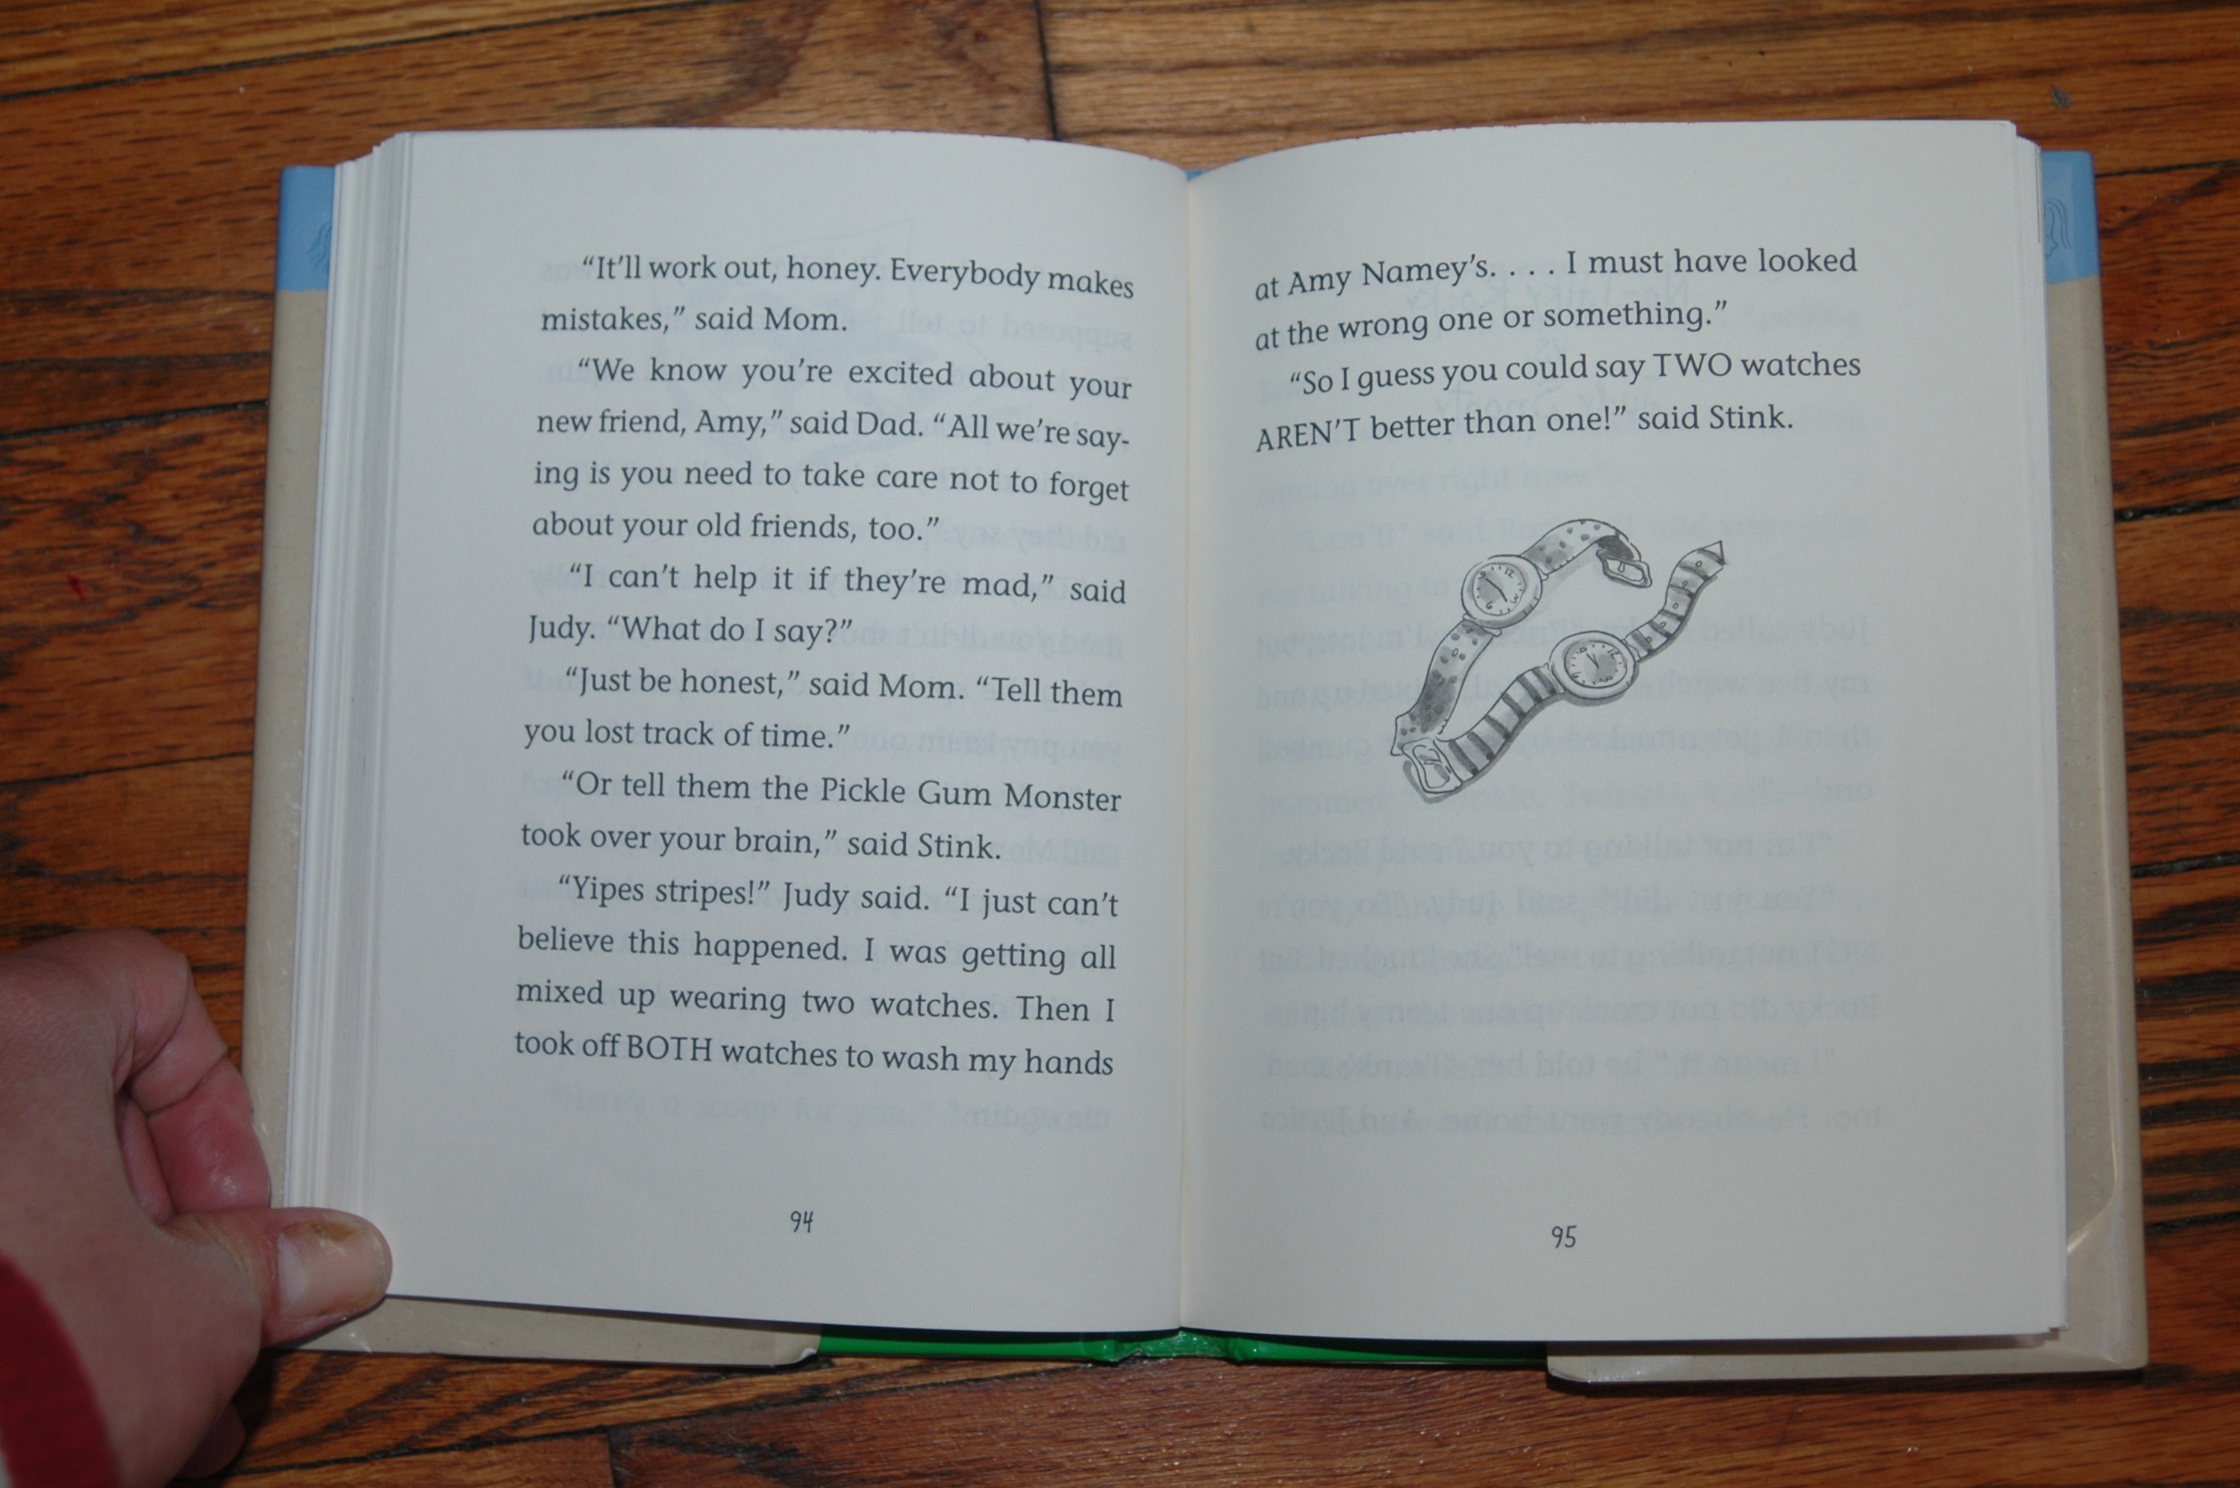 “It’ll work out, honey. Everybody makes
mistakes,” said Mom.
“We know you’re excited about your
new friend, Amy,” said Dad. “All we’re say-
ing is you need to take care not to forget
about your old friends, too.”
“I can’t help it if they’re mad,” said
Judy. “What do I say?”
“Just be honest,” said Mom. “Tell them
you lost track of time.”
“Or tell them the Pickle Gum Monster
took over your brain,” said Stink.
“Yipes stripes!” Judy said. “I just can’t
believe this happened. I was getting all
mixed up wearing two watches. Then I
took off BOTH watches to wash my hands
94
at Amy Namey’s. . . . I must have looked
at the wrong one or something.”
“So I guess you could say TWO watches
AREN’T better than one!” said Stink.
95